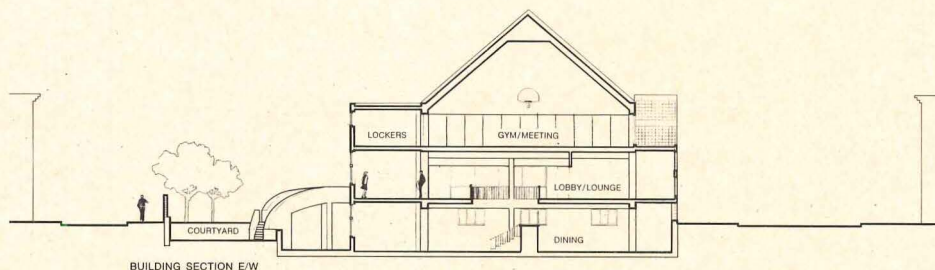 LOCKERS
GYM/MEETING
LOBBY/LOUNGE
COURTYARD
DINING
BUILDING SECTION E/W